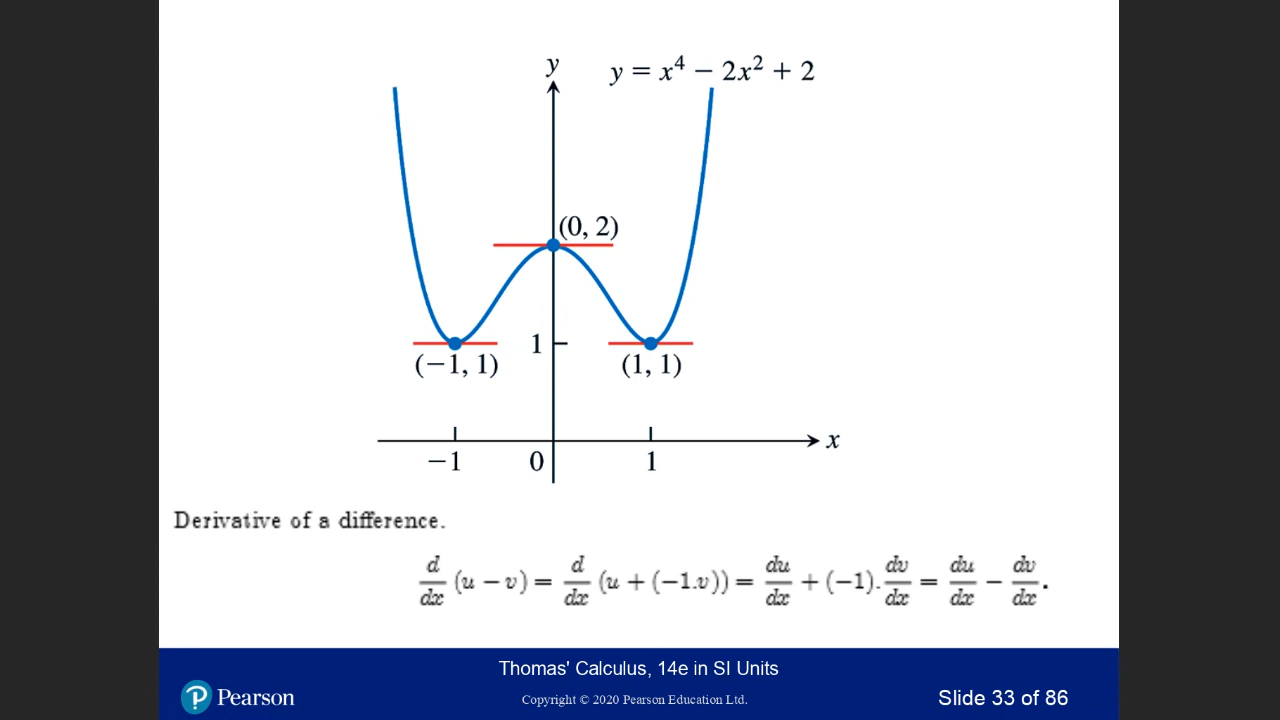 y
y = x⁴ − 2x² + 2
(0, 2)
1
(−1, 1)
(1, 1)
x
−1
0
1
Derivative of a difference.
d/dx (u − v) = d/dx (u + (−1.v)) = du/dx + (−1). dv/dx = du/dx − dv/dx.
Thomas' Calculus, 14e in SI Units
P Pearson
Copyright © 2020 Pearson Education Ltd.
Slide 33 of 86